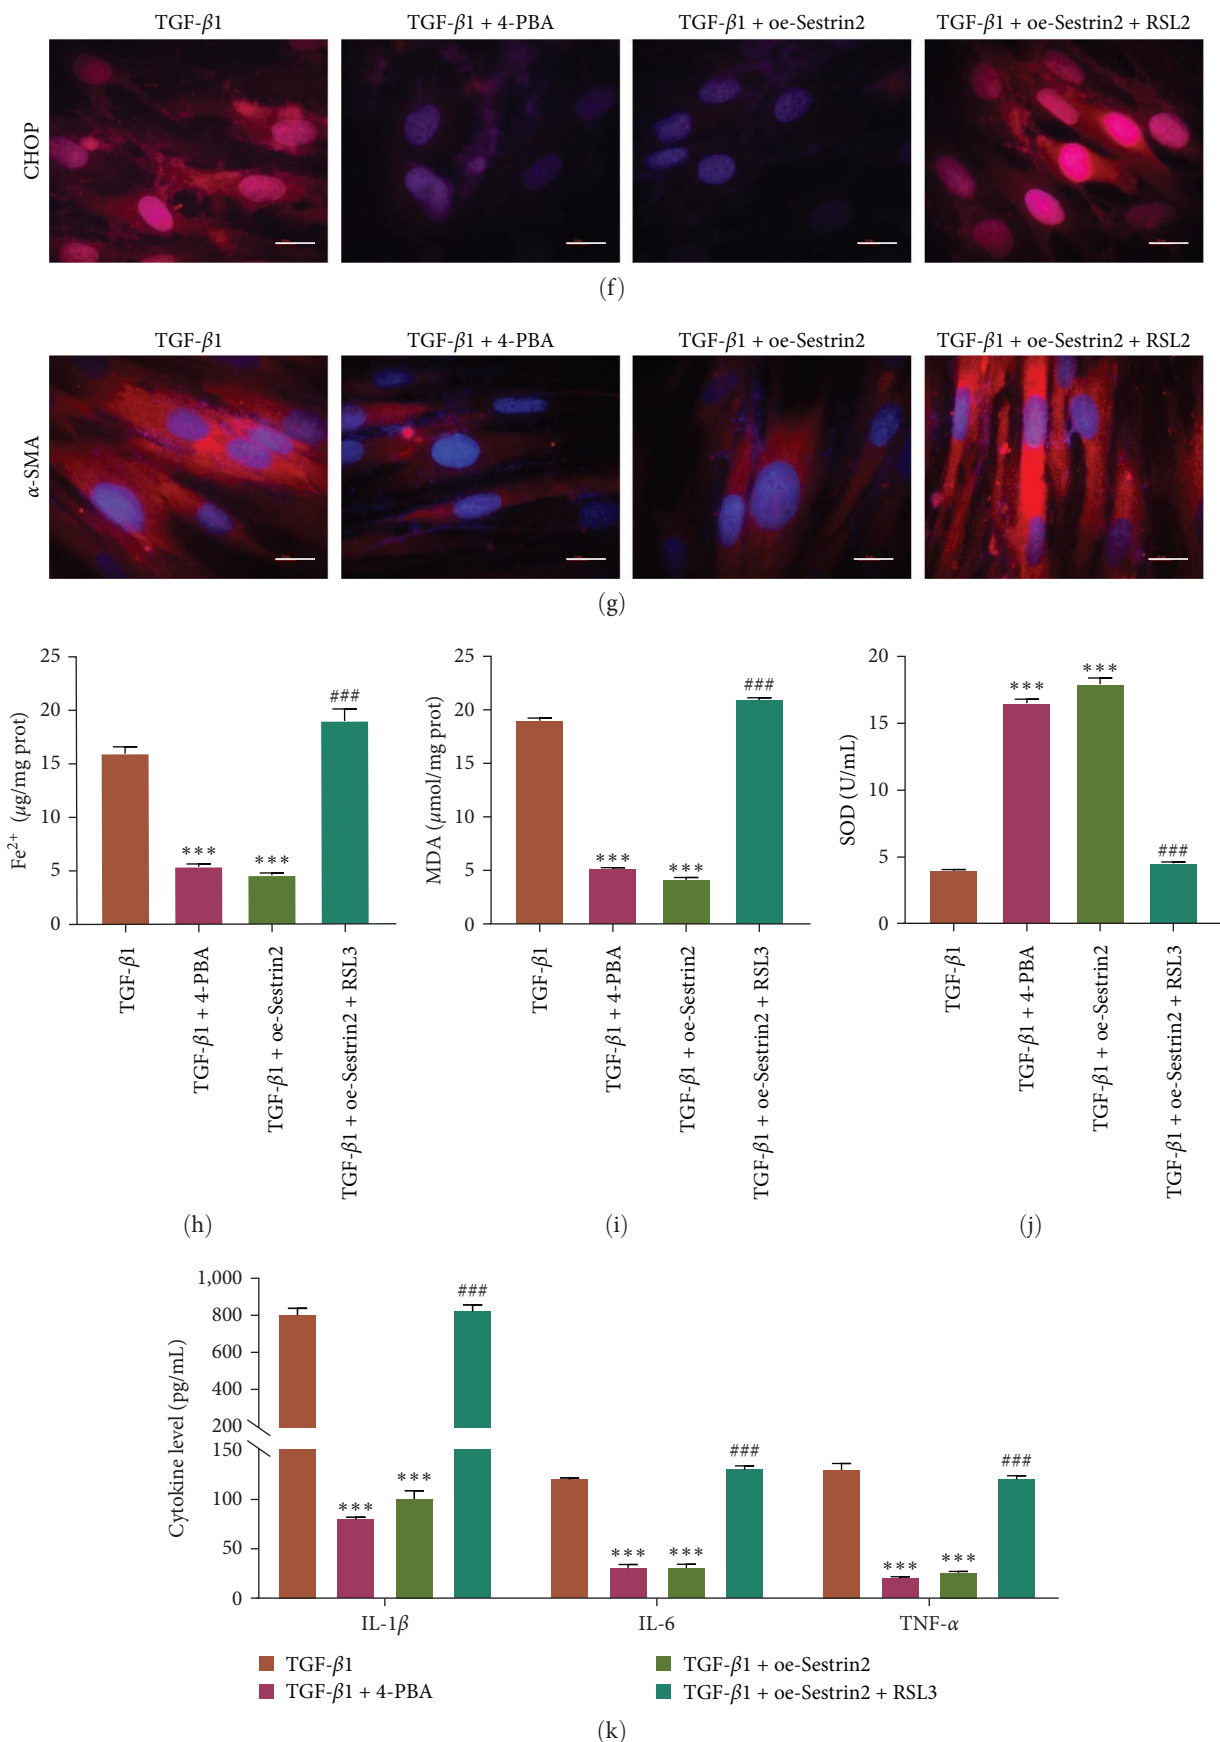 TGF-β1 TGF-β1 + 4-PBA TGF-β1 + oe-Sestrin2 TGF-β1 + oe-Sestrin2 + RSL2
CHOP
(f)
TGF-β1 TGF-β1 + 4-PBA TGF-β1 + oe-Sestrin2 TGF-β1 + oe-Sestrin2 + RSL2
α-SMA
(g)
Fe²⁺ (μg/mg prot)
25
20
15
10
5
0
***
***
###
TGF-β1
TGF-β1 + 4-PBA
TGF-β1 + oe-Sestrin2
TGF-β1 + oe-Sestrin2 + RSL3
(h)
MDA (μmol/mg prot)
25
20
15
10
5
0
***
***
###
TGF-β1
TGF-β1 + 4-PBA
TGF-β1 + oe-Sestrin2
TGF-β1 + oe-Sestrin2 + RSL3
(i)
SOD (U/mL)
20
15
10
5
0
***
***
###
TGF-β1
TGF-β1 + 4-PBA
TGF-β1 + oe-Sestrin2
TGF-β1 + oe-Sestrin2 + RSL3
(j)
Cytokine level (pg/mL)
1,000
800
600
400
200
150
100
50
0
***
***
###
***
***
###
***
***
###
IL-1β IL-6 TNF-α
TGF-β1 TGF-β1 + oe-Sestrin2
TGF-β1 + 4-PBA TGF-β1 + oe-Sestrin2 + RSL3
(k)